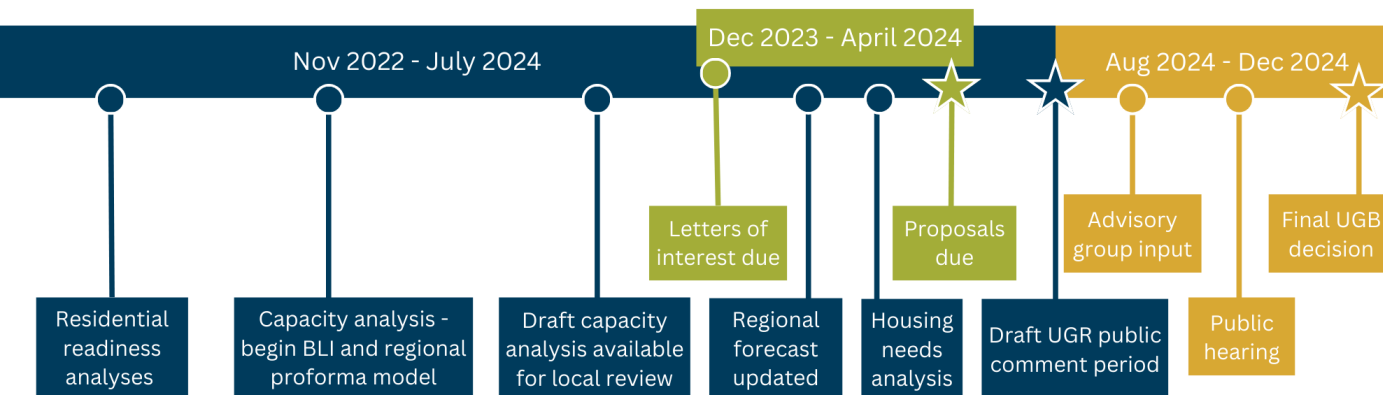 Nov 2022 - July 2024
Dec 2023 - April 2024
Aug 2024 - Dec 2024
Residential
readiness
analyses
Capacity analysis -
begin BLI and regional
proforma model
Draft capacity
analysis available
for local review
Letters of
interest due
Regional
forecast
updated
Housing
needs
analysis
Proposals
due
Draft UGR public
comment period
Advisory
group input
Public
hearing
Final UGB
decision